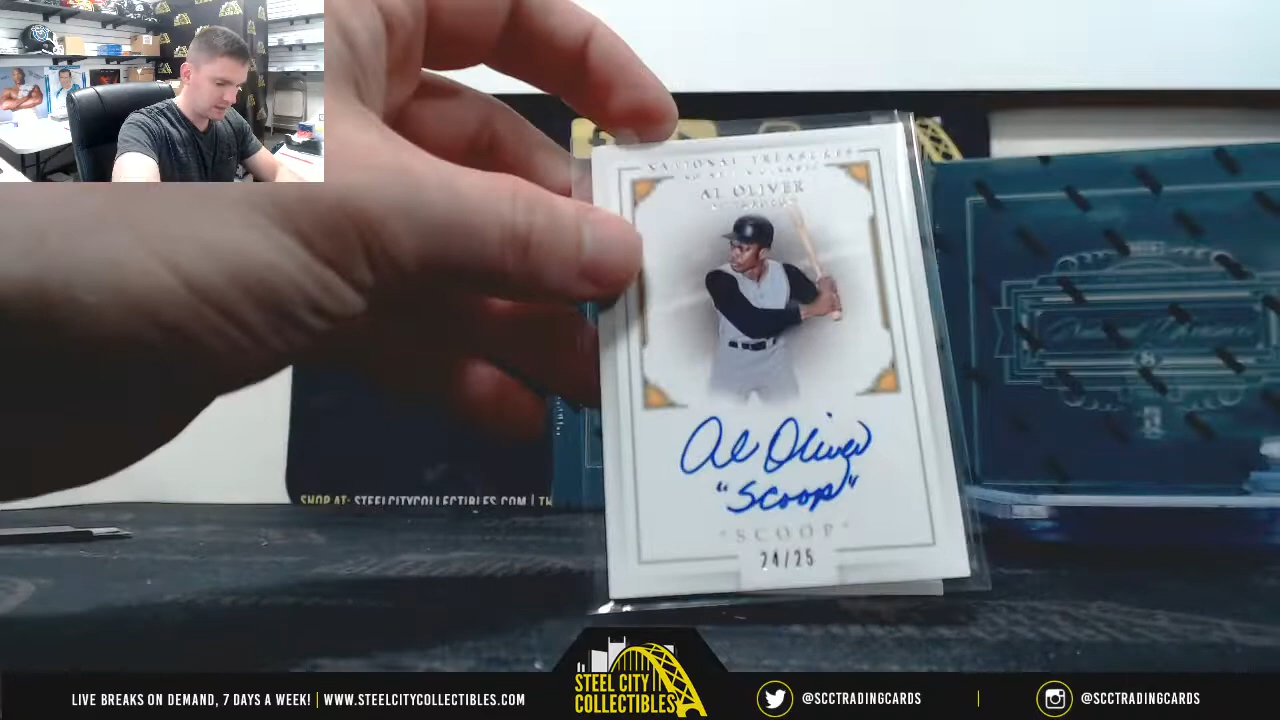 NATIONAL TREASURES
AL OLIVER
Al Oliver
"Scoop"
"SCOOP"
24/25
SHOP AT: STEELCITYCOLLECTIBLES.COM | TH
LIVE BREAKS ON DEMAND, 7 DAYS A WEEK! | WWW.STEELCITYCOLLECTIBLES.COM
STEEL CITY
COLLECTIBLES
@SCCTRADINGCARDS
@SCCTRADINGCARDS